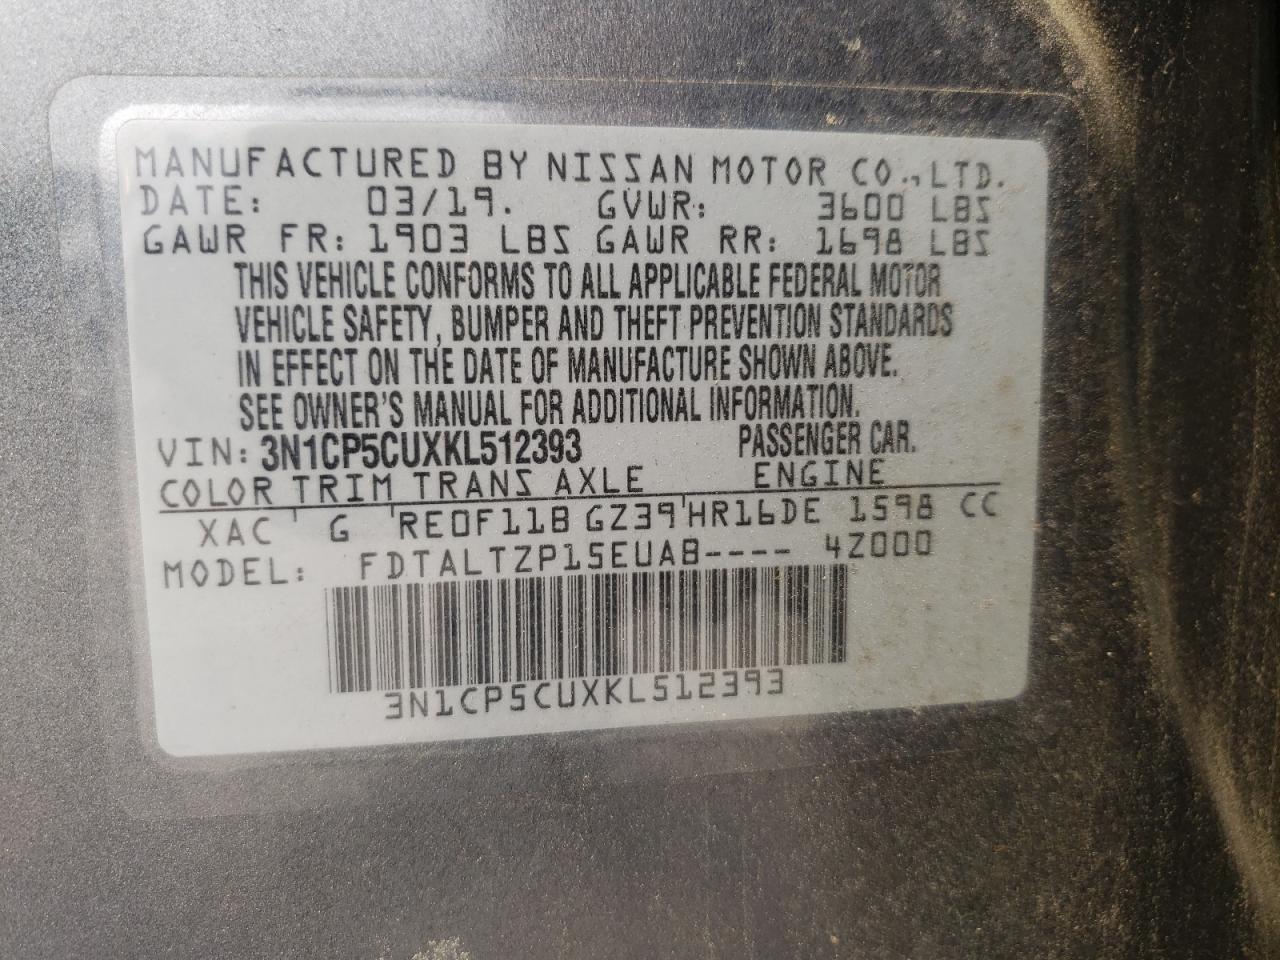 MANUFACTURED BY NISSAN MOTOR CO.,LTD.
DATE: 03/19. GVWR: 3600 LBS
GAWR FR: 1903 LBS GAWR RR: 1698 LBS
THIS VEHICLE CONFORMS TO ALL APPLICABLE FEDERAL MOTOR
VEHICLE SAFETY, BUMPER AND THEFT PREVENTION STANDARDS
IN EFFECT ON THE DATE OF MANUFACTURE SHOWN ABOVE.
SEE OWNER'S MANUAL FOR ADDITIONAL INFORMATION.
VIN: 3N1CP5CUXKL512393 PASSENGER CAR.
COLOR TRIM TRANS AXLE ENGINE
XAC G RE0F11B GZ39 HR16DE 1598 CC
MODEL: FDTALTZP15EUAB---- 4Z000
3N1CP5CUXKL512393